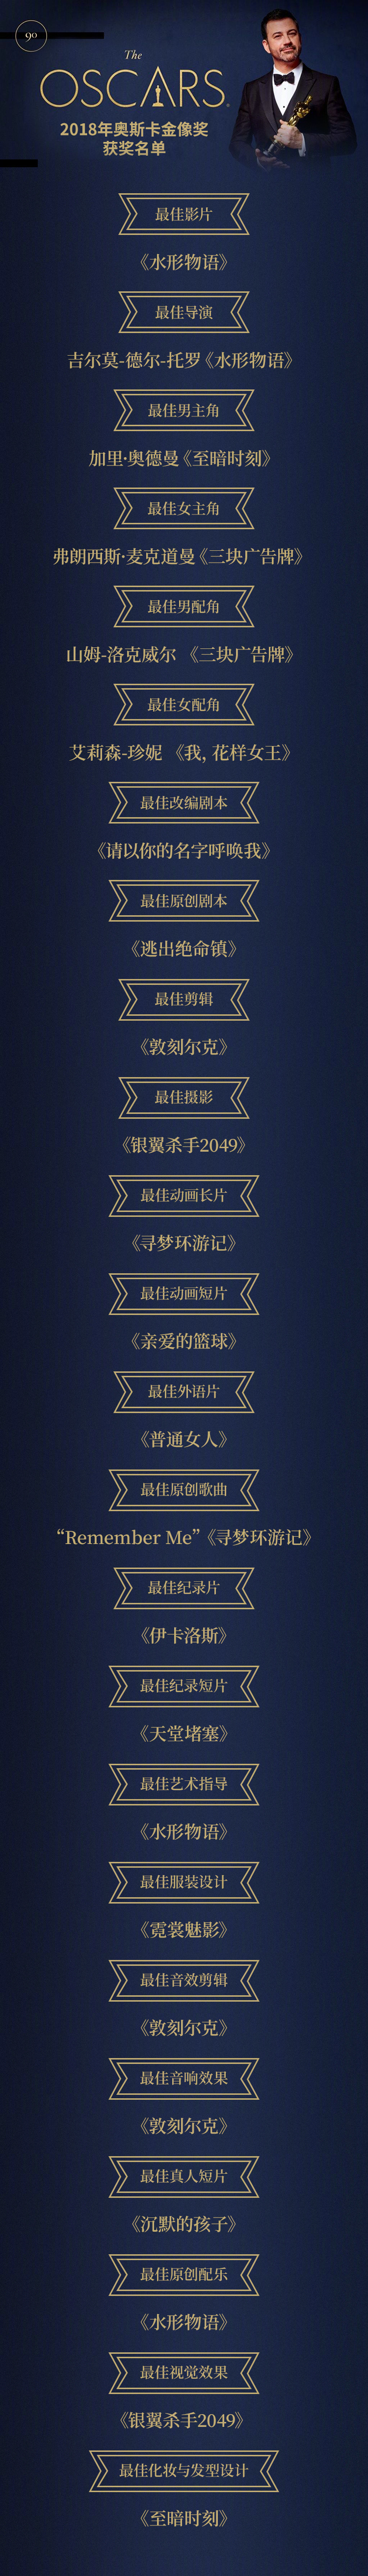 90
The
OSCARS
2018年奥斯卡金像奖
获奖名单
最佳影片
《水形物语》
最佳导演
吉尔莫-德尔-托罗《水形物语》
最佳男主角
加里·奥德曼《至暗时刻》
最佳女主角
弗朗西斯·麦克道曼《三块广告牌》
最佳男配角
山姆-洛克威尔 《三块广告牌》
最佳女配角
艾莉森-珍妮 《我, 花样女王》
最佳改编剧本
《请以你的名字呼唤我》
最佳原创剧本
《逃出绝命镇》
最佳剪辑
《敦刻尔克》
最佳摄影
《银翼杀手2049》
最佳动画长片
《寻梦环游记》
最佳动画短片
《亲爱的篮球》
最佳外语片
《普通女人》
最佳原创歌曲
“Remember Me”《寻梦环游记》
最佳纪录片
《伊卡洛斯》
最佳纪录短片
《天堂堵塞》
最佳艺术指导
《水形物语》
最佳服装设计
《霓裳魅影》
最佳音效剪辑
《敦刻尔克》
最佳音响效果
《敦刻尔克》
最佳真人短片
《沉默的孩子》
最佳原创配乐
《水形物语》
最佳视觉效果
《银翼杀手2049》
最佳化妆与发型设计
《至暗时刻》